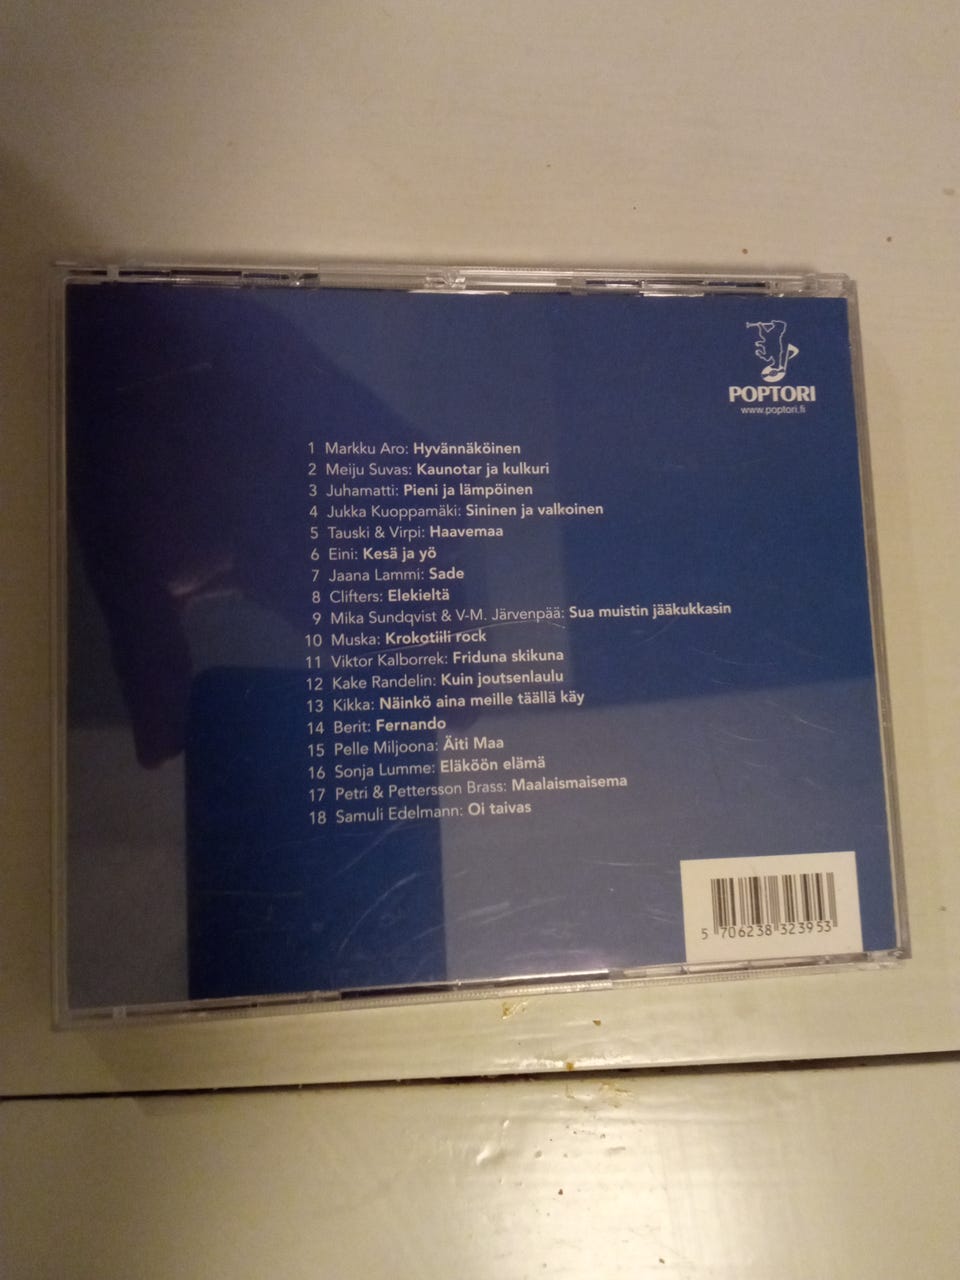 POPTORI
www.poptori.fi
1 Markku Aro: Hyvännäköinen
2 Meiju Suvas: Kaunotar ja kulkuri
3 Juhamatti: Pieni ja lämpöinen
4 Jukka Kuoppamäki: Sininen ja valkoinen
5 Tauski & Virpi: Haavemaa
6 Eini: Kesä ja yö
7 Jaana Lammi: Sade
8 Clifters: Elekieltä
9 Mika Sundqvist & V-M. Järvenpää: Sua muistin jääkukkasin
10 Muska: Krokotiili rock
11 Viktor Kalborrek: Friduna skikuna
12 Kake Randelin: Kuin joutsenlaulu
13 Kikka: Näinkö aina meille täällä käy
14 Berit: Fernando
15 Pelle Miljoona: Äiti Maa
16 Sonja Lumme: Eläköön elämä
17 Petri & Pettersson Brass: Maalaismaisema
18 Samuli Edelmann: Oi taivas
5 706238 323953